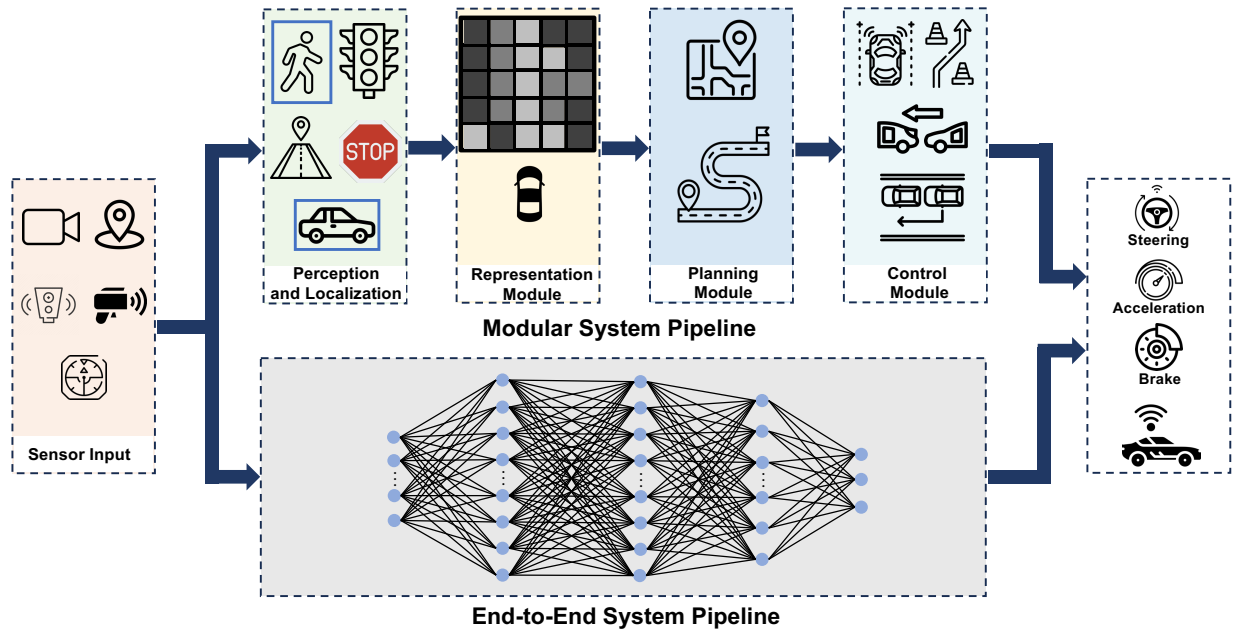 Sensor Input
STOP
Perception
and Localization
Representation
Module
Planning
Module
Control
Module
Modular System Pipeline
End-to-End System Pipeline
Steering
Acceleration
Brake